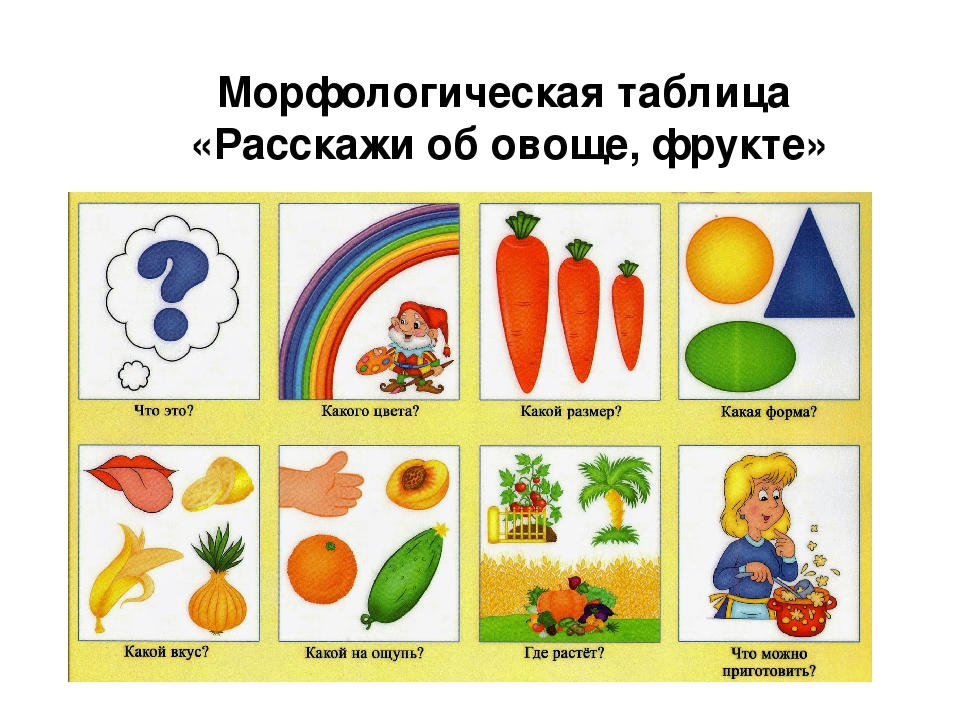 Морфологическая таблица
«Расскажи об овоще, фрукте»
?
Что это?
Какого цвета?
Какой размер?
Какая форма?
Какой вкус?
Какой на ощупь?
Где растёт?
Что можно
приготовить?